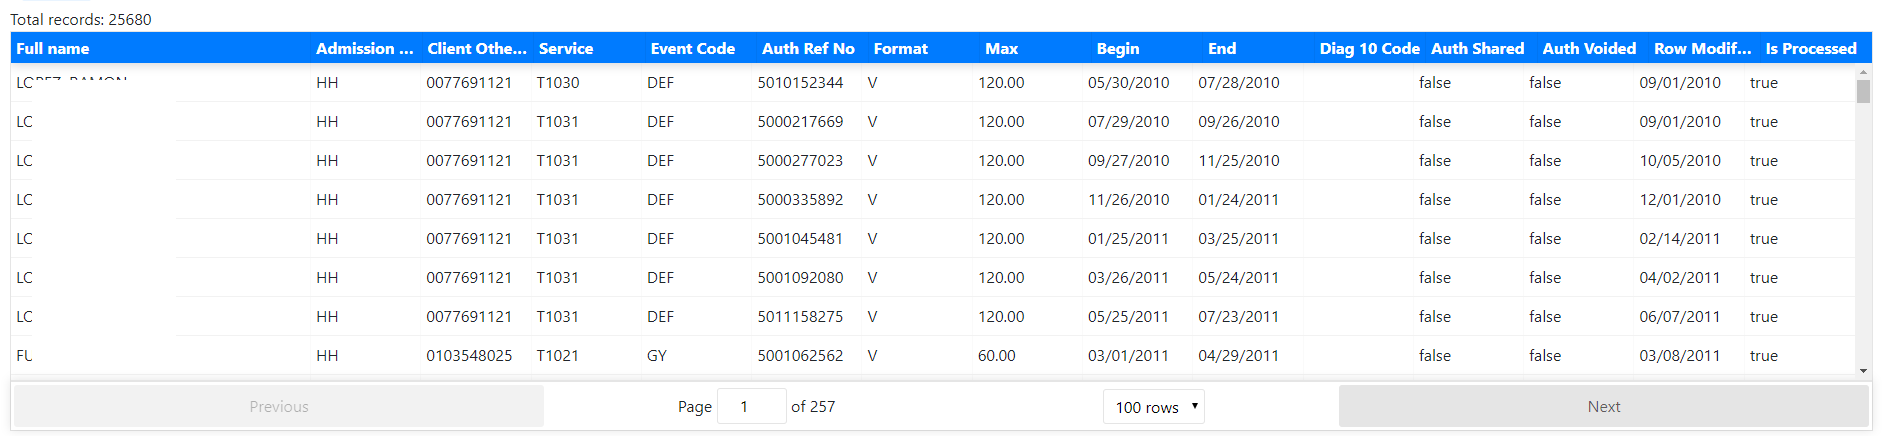 Total records: 25680
Full name Admission ... Client Othe... Service Event Code Auth Ref No Format Max Begin End Diag 10 Code Auth Shared Auth Voided Row Modif... Is Processed
HH 0077691121 T1030 DEF 5010152344 V 120.00 05/30/2010 07/28/2010 false false 09/01/2010 true
LO HH 0077691121 T1031 DEF 5000217669 V 120.00 07/29/2010 09/26/2010 false false 09/01/2010 true
LO HH 0077691121 T1031 DEF 5000277023 V 120.00 09/27/2010 11/25/2010 false false 10/05/2010 true
LO HH 0077691121 T1031 DEF 5000335892 V 120.00 11/26/2010 01/24/2011 false false 12/01/2010 true
LO HH 0077691121 T1031 DEF 5001045481 V 120.00 01/25/2011 03/25/2011 false false 02/14/2011 true
LO HH 0077691121 T1031 DEF 5001092080 V 120.00 03/26/2011 05/24/2011 false false 04/02/2011 true
LO HH 0077691121 T1031 DEF 5011158275 V 120.00 05/25/2011 07/23/2011 false false 06/07/2011 true
FU HH 0103548025 T1021 GY 5001062562 V 60.00 03/01/2011 04/29/2011 false false 03/08/2011 true
Previous Page 1 of 257 100 rows Next